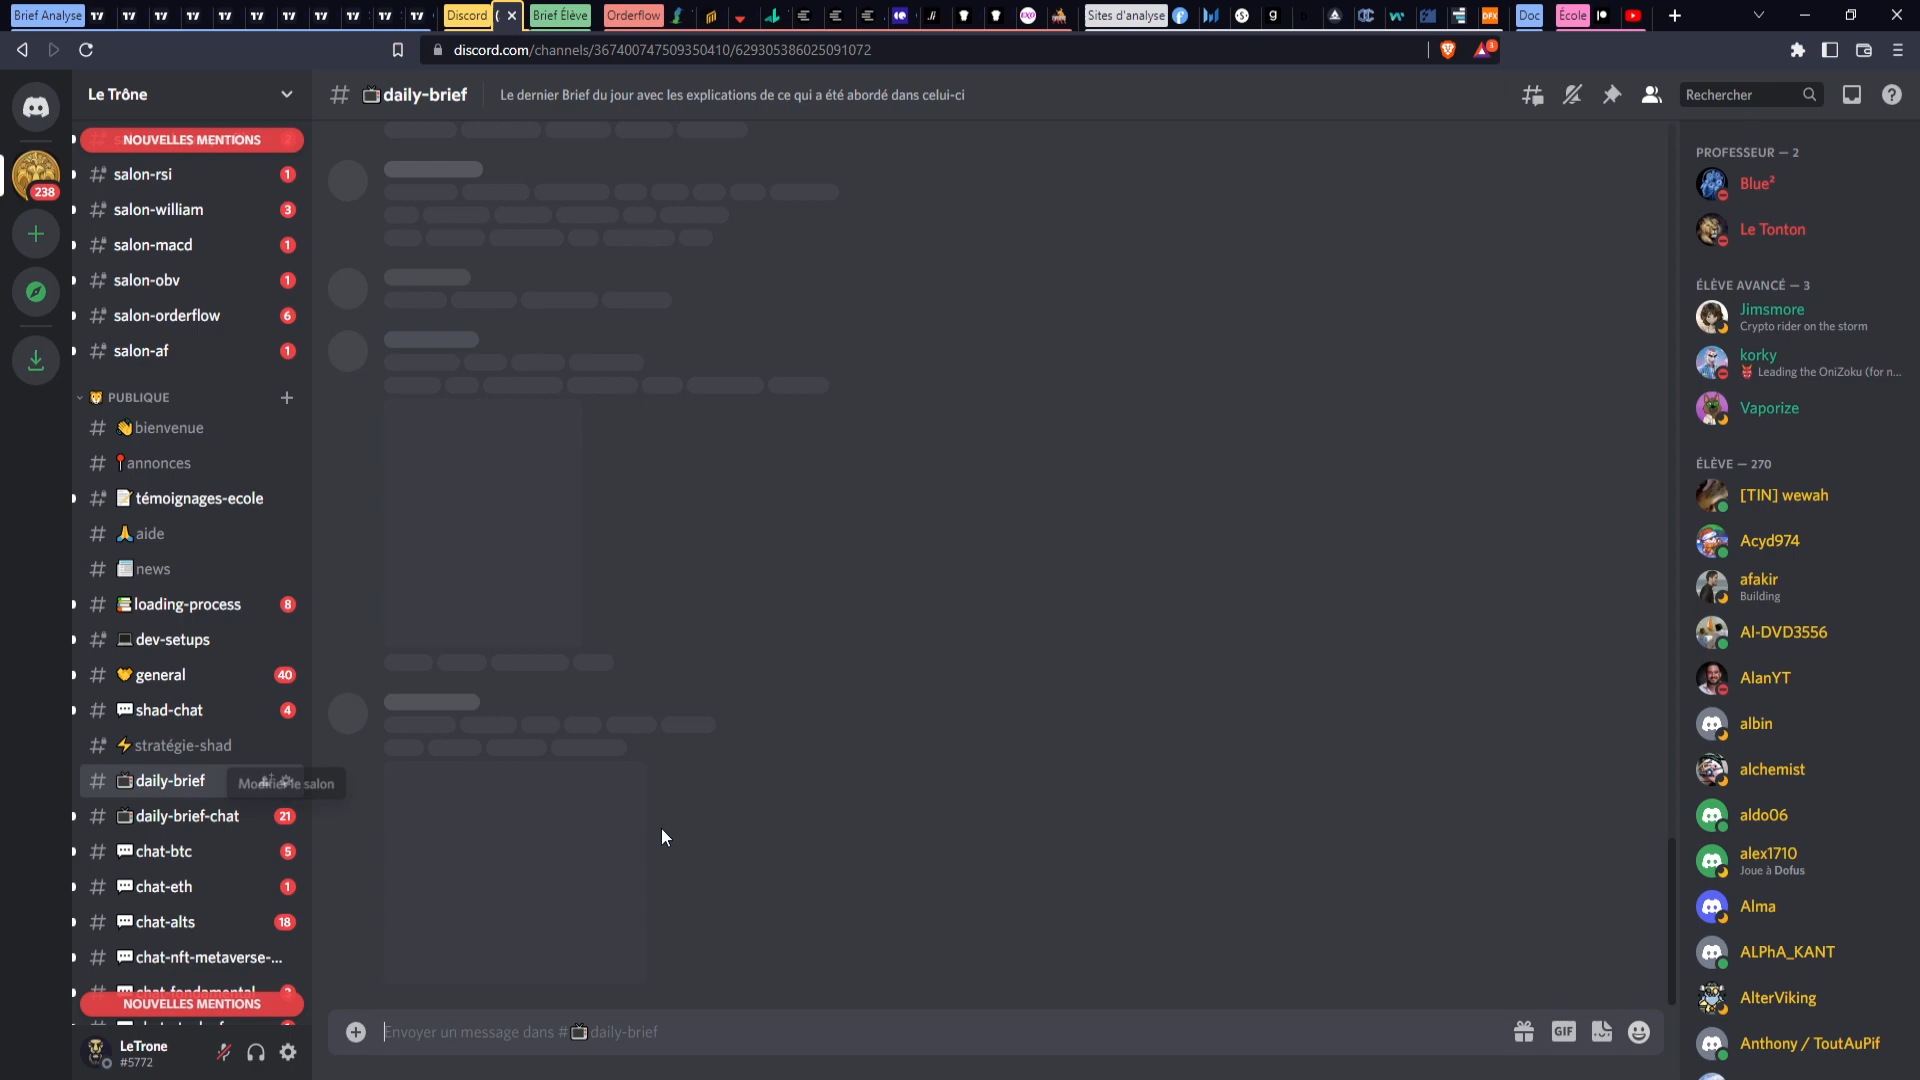 Brief Analyse
Discord
Brief Élève
Orderflow
Sites d'analyse
Doc
École
discord.com/channels/367400747509350410/629305386025091072
1
Le Trône
daily-brief
Le dernier Brief du jour avec les explications de ce qui a été abordé dans celui-ci
Rechercher
NOUVELLES MENTIONS
salon-rsi 1
238
salon-william 3
salon-macd 1
salon-obv 1
salon-orderflow 6
salon-af 1
PUBLIQUE
bienvenue
annonces
témoignages-ecole
aide
news
loading-process 8
dev-setups
general 40
shad-chat 4
stratégie-shad
daily-brief
Modifier le salon
daily-brief-chat 21
chat-btc 5
chat-eth 1
chat-alts 18
chat-nft-metaverse-...
chat-fondamental
NOUVELLES MENTIONS
LeTrone
#5772
Envoyer un message dans # daily-brief
GIF
PROFESSEUR — 2
Blue²
Le Tonton
ÉLÈVE AVANCÉ — 3
Jimsmore
Crypto rider on the storm
korky
Leading the OniZoku (for n...
Vaporize
ÉLÈVE — 270
[TIN] wewah
Acyd974
afakir
Building
Al-DVD3556
AlanYT
albin
alchemist
aldo06
alex1710
Joue à Dofus
Alma
ALPhA_KANT
AlterViking
Anthony / ToutAuPif